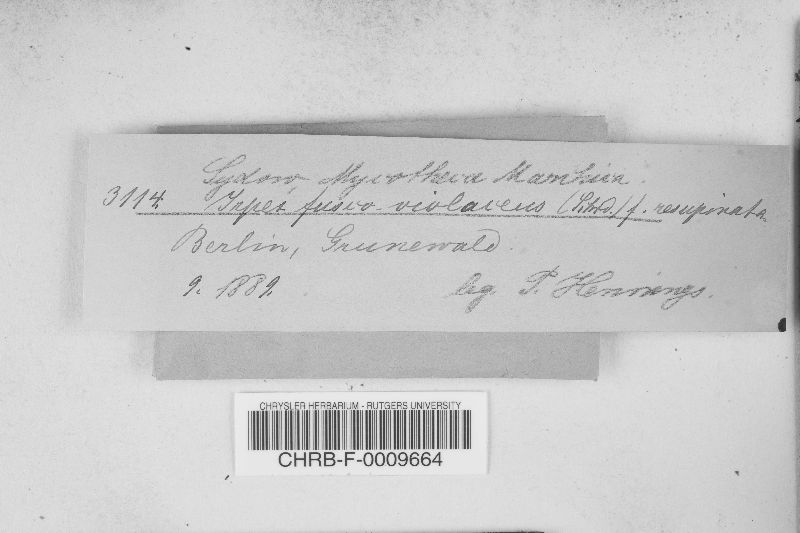 Sydow, Mycotheca Marchica.
3114. Irpex fusco-violaceus (Schrad.) f. resupinata
Berlin, Grunewald.
9. 1889. leg. P. Hennings.
CHRYSLER HERBARIUM - RUTGERS UNIVERSITY
CHRB-F-0009664